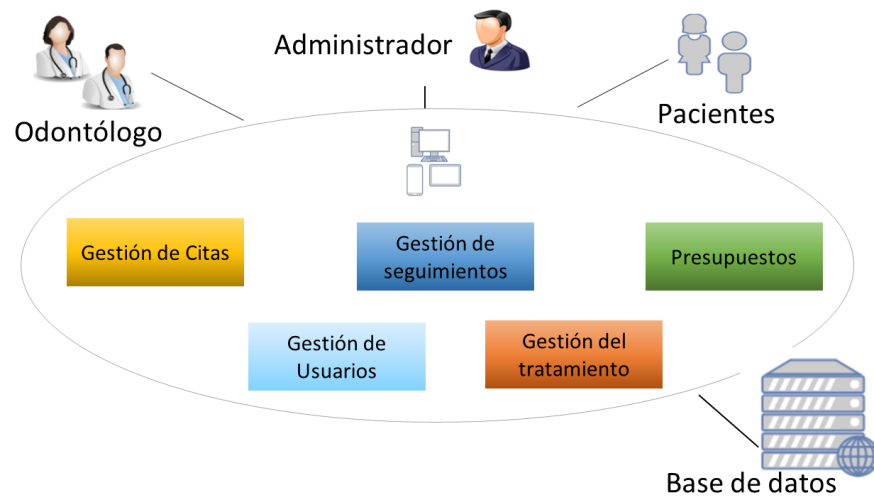 Administrador
Odontólogo
Pacientes
Gestión de Citas
Gestión de
seguimientos
Presupuestos
Gestión de
Usuarios
Gestión del
tratamiento
Base de datos